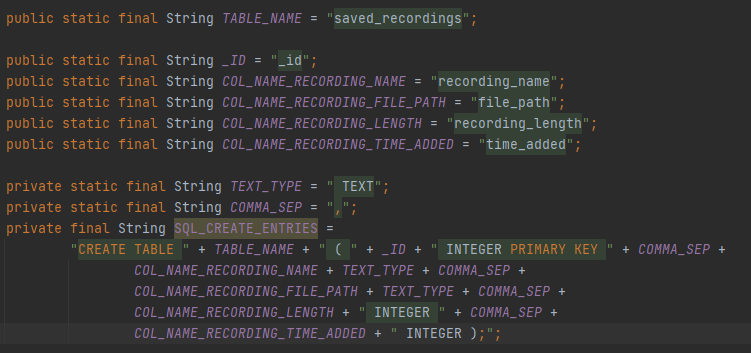 public static final String TABLE_NAME = "saved_recordings";
public static final String _ID = "_id";
public static final String COL_NAME_RECORDING_NAME = "recording_name";
public static final String COL_NAME_RECORDING_FILE_PATH = "file_path";
public static final String COL_NAME_RECORDING_LENGTH = "recording_length";
public static final String COL_NAME_RECORDING_TIME_ADDED = "time_added";
private static final String TEXT_TYPE = " TEXT";
private static final String COMMA_SEP = ",";
private final String SQL_CREATE_ENTRIES =
"CREATE TABLE " + TABLE_NAME + " ( " + _ID + " INTEGER PRIMARY KEY " + COMMA_SEP +
COL_NAME_RECORDING_NAME + TEXT_TYPE + COMMA_SEP +
COL_NAME_RECORDING_FILE_PATH + TEXT_TYPE + COMMA_SEP +
COL_NAME_RECORDING_LENGTH + " INTEGER " + COMMA_SEP +
COL_NAME_RECORDING_TIME_ADDED + " INTEGER );";